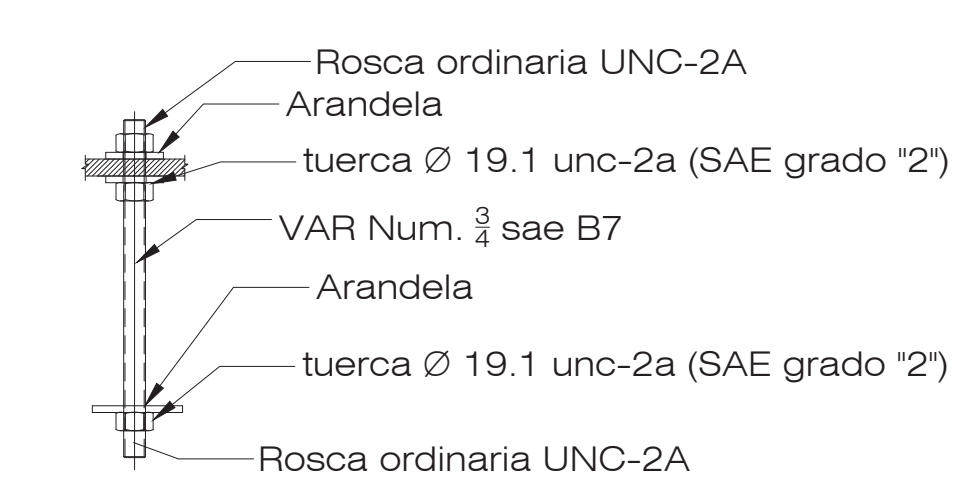 Rosca ordinaria UNC-2A
Arandela
tuerca Ø 19.1 unc-2a (SAE grado "2")
VAR Num. 3/4 sae B7
Arandela
tuerca Ø 19.1 unc-2a (SAE grado "2")
Rosca ordinaria UNC-2A